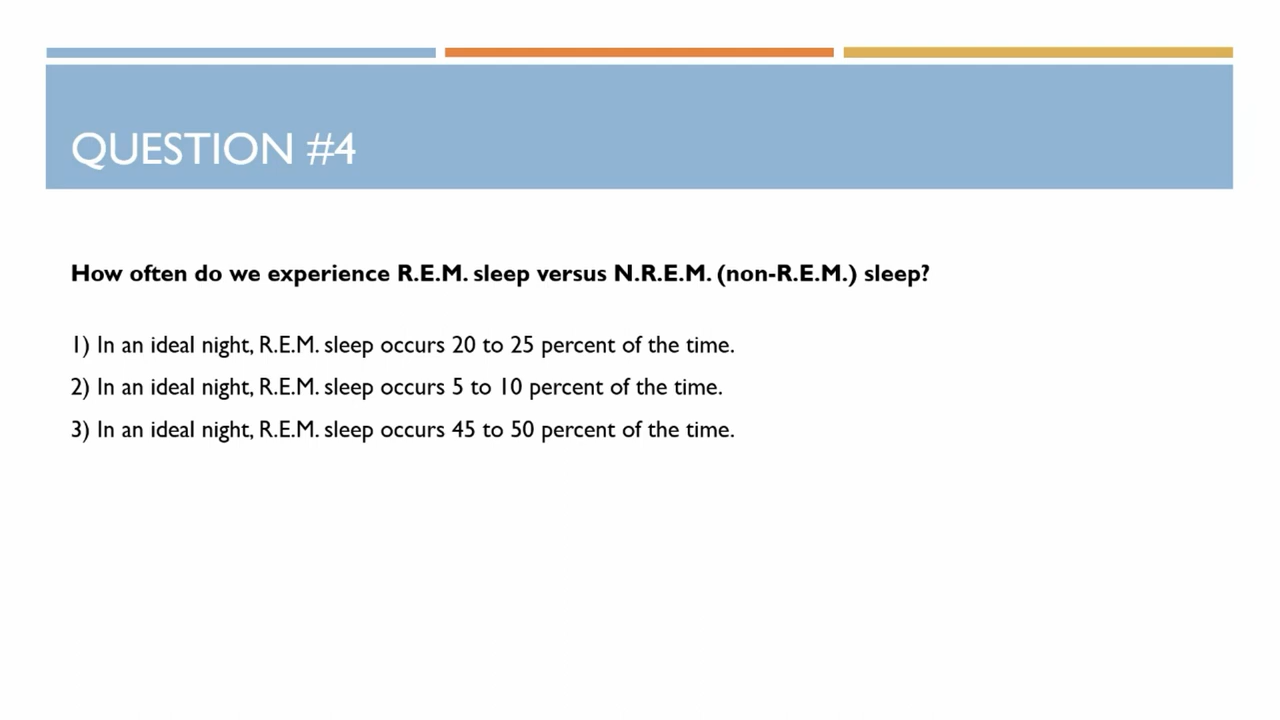 QUESTION #4
How often do we experience R.E.M. sleep versus N.R.E.M. (non-R.E.M.) sleep?
1) In an ideal night, R.E.M. sleep occurs 20 to 25 percent of the time.
2) In an ideal night, R.E.M. sleep occurs 5 to 10 percent of the time.
3) In an ideal night, R.E.M. sleep occurs 45 to 50 percent of the time.